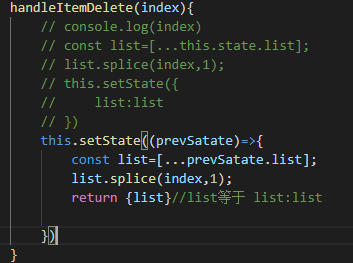 handleItemDelete(index){
// console.log(index)
// const list=[...this.state.list];
// list.splice(index,1);
// this.setState({
//     list:list
// })
this.setState((prevSatate)=>{
const list=[...prevSatate.list];
list.splice(index,1);
return {list}//list等于 list:list
})
}